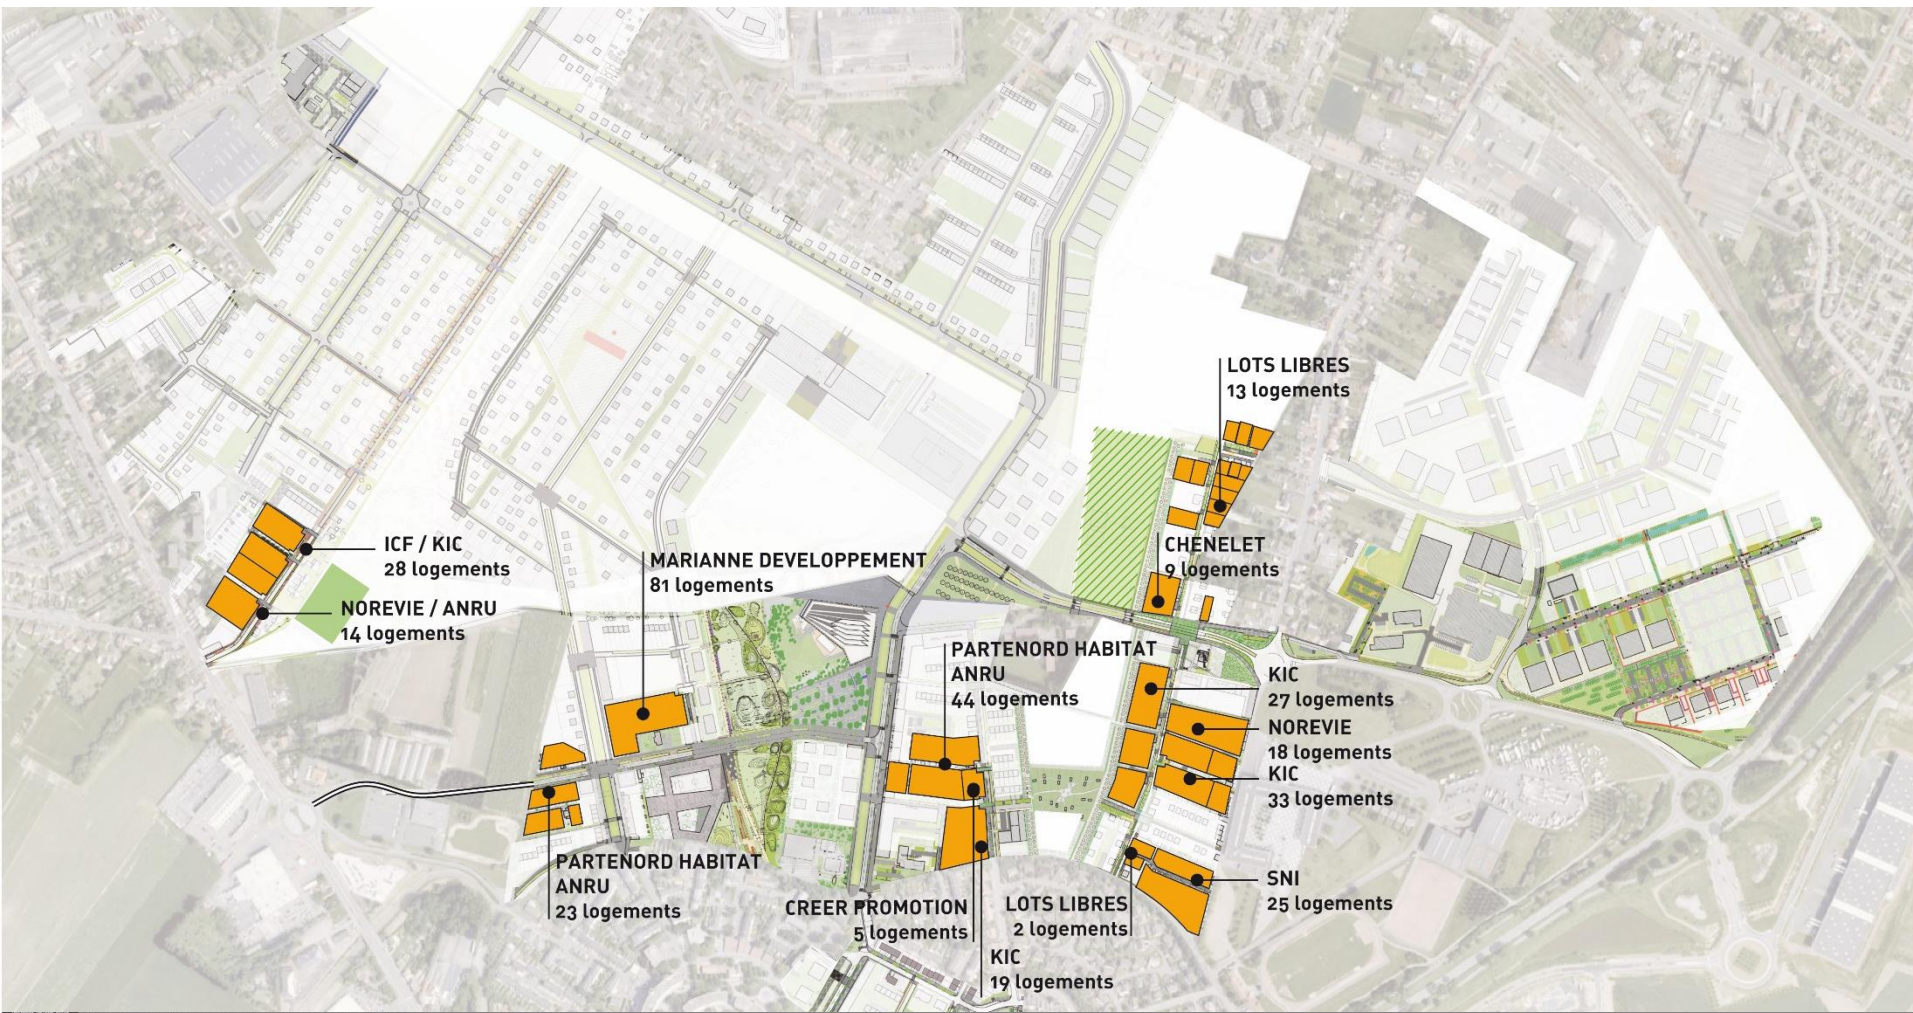 LOTS LIBRES
13 logements
ICF / KIC
28 logements
MARIANNE DEVELOPPEMENT
81 logements
CHENELET
9 logements
NOREVIE / ANRU
14 logements
PARTENORD HABITAT
ANRU
44 logements
KIC
27 logements
NOREVIE
18 logements
KIC
33 logements
PARTENORD HABITAT
ANRU
23 logements
CREER PROMOTION
5 logements
LOTS LIBRES
2 logements
SNI
25 logements
KIC
19 logements